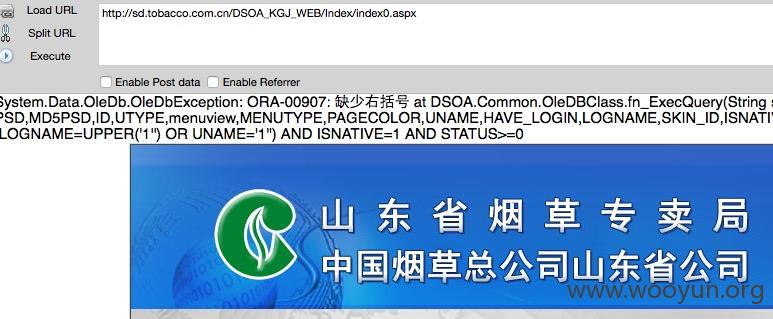 Load URL
http://sd.tobacco.com.cn/DSOA_KGJ_WEB/Index/index0.aspx
Split URL
Execute
Enable Post data Enable Referrer
System.Data.OleDb.OleDbException: ORA-00907: 缺少右括号 at DSOA.Common.OleDBClass.fn_ExecQuery(String s
PSD,MD5PSD,ID,UTYPE,menuview,MENUTYPE,PAGECOLOR,UNAME,HAVE_LOGIN,LOGNAME,SKIN_ID,ISNATIV
(LOGNAME=UPPER('1'') OR UNAME='1'') AND ISNATIVE=1 AND STATUS>=0
山东省烟草专卖局
中国烟草总公司山东省公司
www.wooyun.org